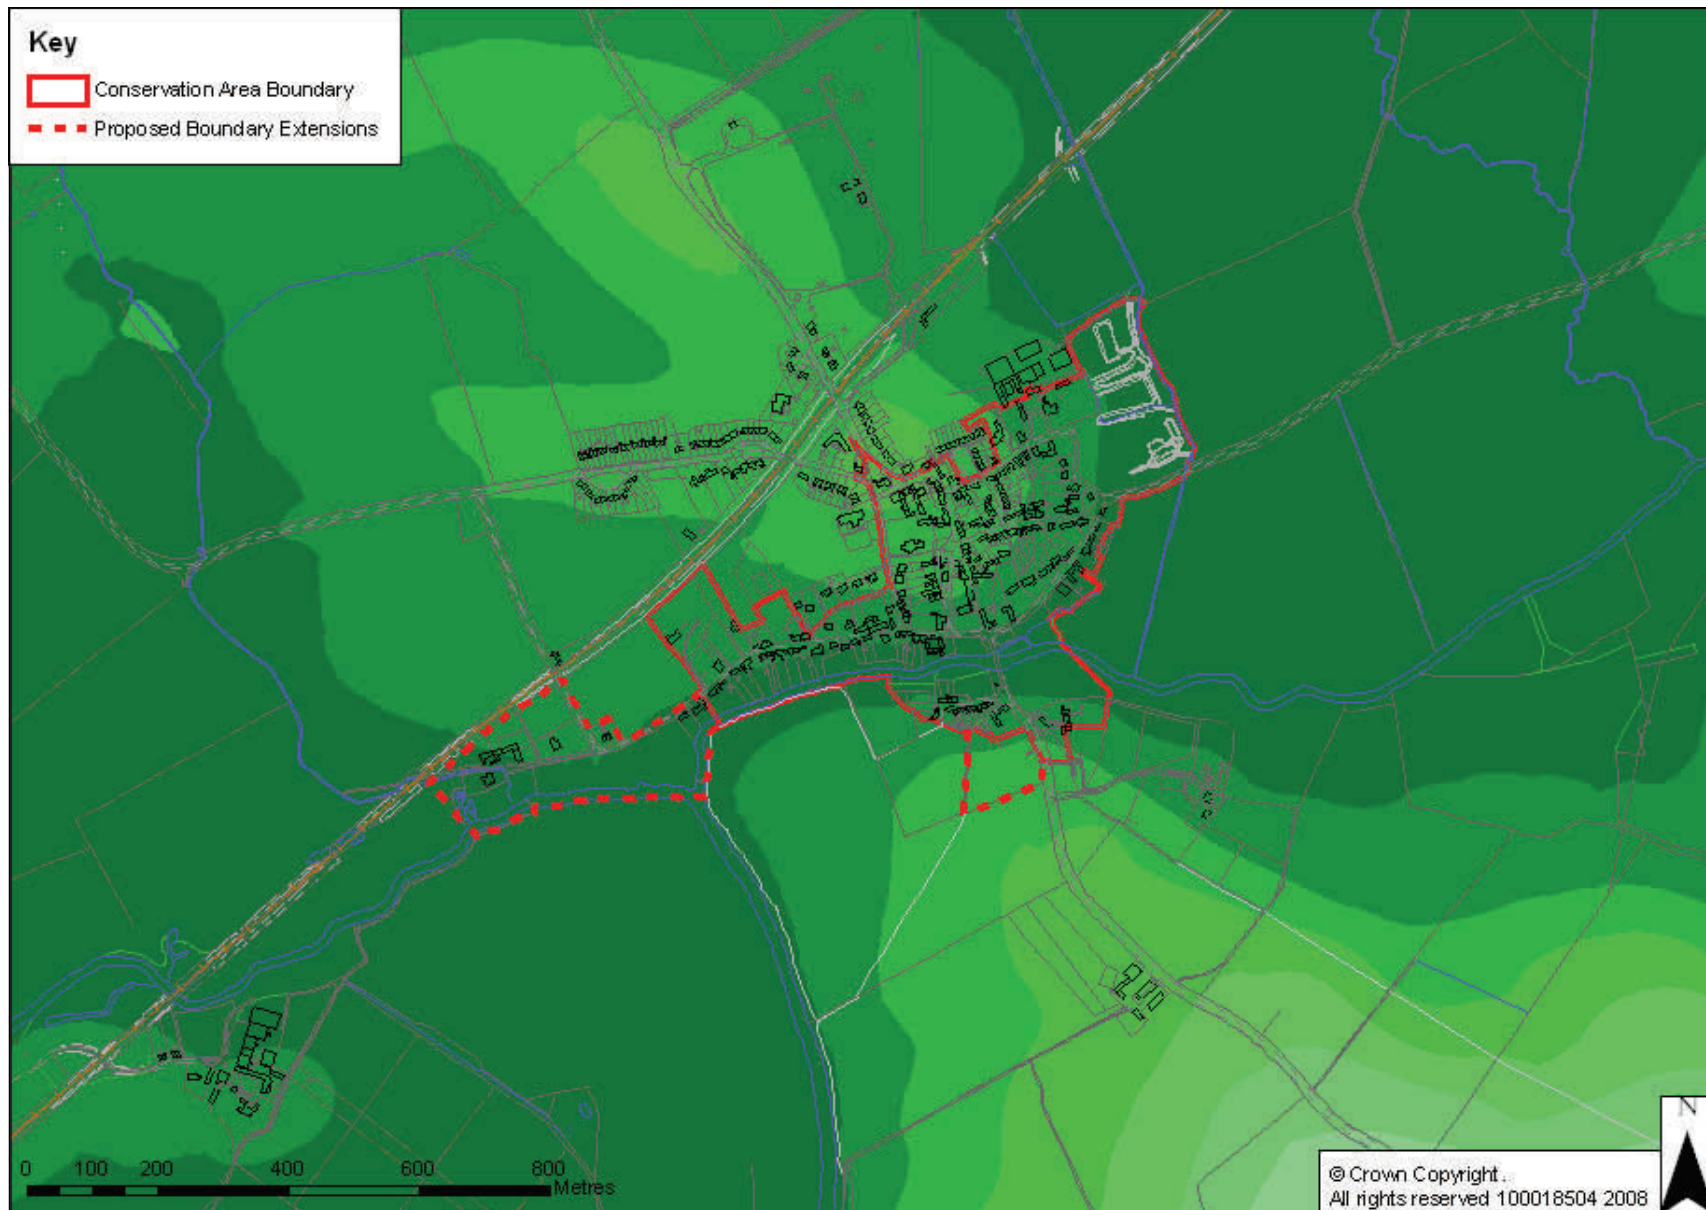 Key
Conservation Area Boundary
Proposed Boundary Extensions
N
0 100 200 400 600 800
Metres
© Crown Copyright.
All rights reserved 100018504 2008